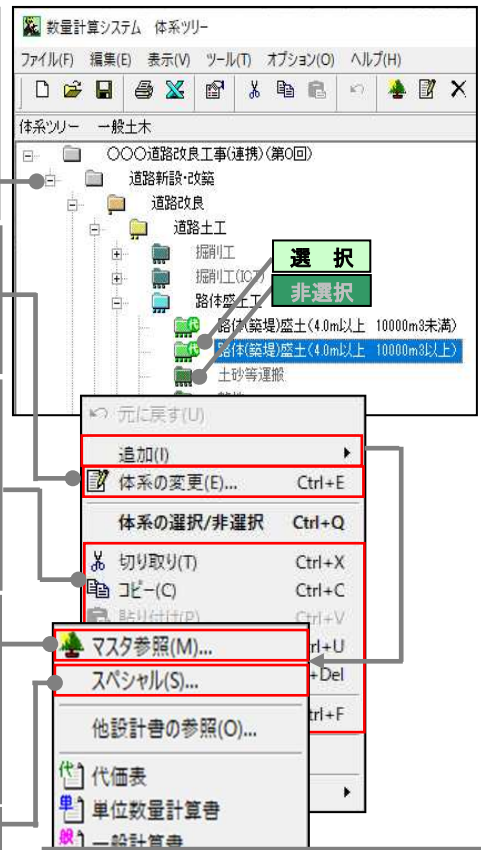 数量計算システム 体系ツリー
ファイル(F) 編集(E) 表示(V) ツール(T) オプション(O) ヘルプ(H)
体系ツリー 一般土木
〇〇〇道路改良工事(連携)(第0回)
道路新設・改築
道路改良
道路土工
掘削工
掘削工(ICT)
路体盛土工
選 択
非選択
路体(築堤)盛土(4.0m以上 10000m3未満)
路体(築堤)盛土(4.0m以上 10000m3以上)
土砂等運搬
元に戻す(U)
追加(I)
体系の変更(E)... Ctrl+E
体系の選択/非選択 Ctrl+Q
切り取り(T) Ctrl+X
コピー(C) Ctrl+C
貼り付け(P) Ctrl+V
マスタ参照(M)...
スペシャル(S)...
他設計書の参照(O)...
代価表
単位数量計算書
一般計算書